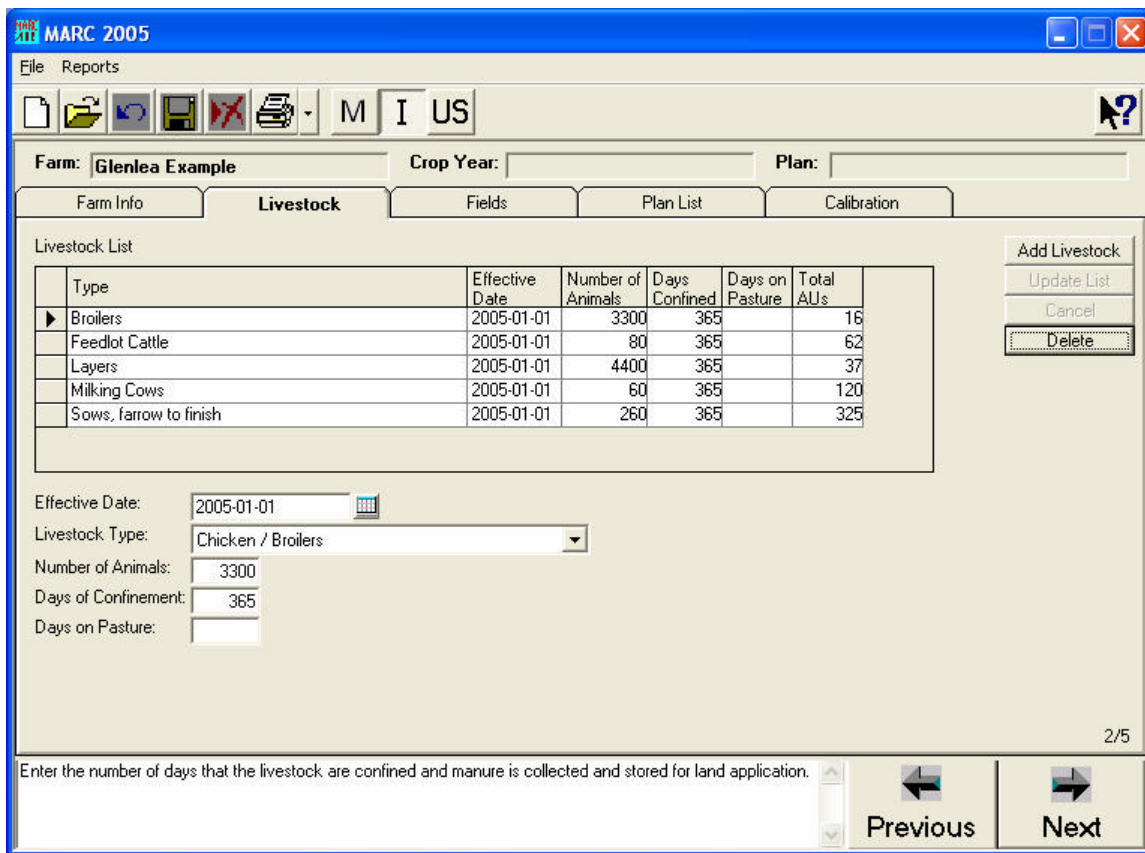 MARC 2005
File Reports
M I US
Farm: Glenlea Example Crop Year: Plan:
Farm Info Livestock Fields Plan List Calibration
Livestock List
Add Livestock
Update List
Cancel
Delete
Type Effective Date Number of Animals Days Confined Days on Pasture Total AUs
Broilers 2005-01-01 3300 365 16
Feedlot Cattle 2005-01-01 80 365 62
Layers 2005-01-01 4400 365 37
Milking Cows 2005-01-01 60 365 120
Sows, farrow to finish 2005-01-01 260 365 325
Effective Date: 2005-01-01
Livestock Type: Chicken / Broilers
Number of Animals: 3300
Days of Confinement: 365
Days on Pasture:
2/5
Enter the number of days that the livestock are confined and manure is collected and stored for land application.
Previous Next